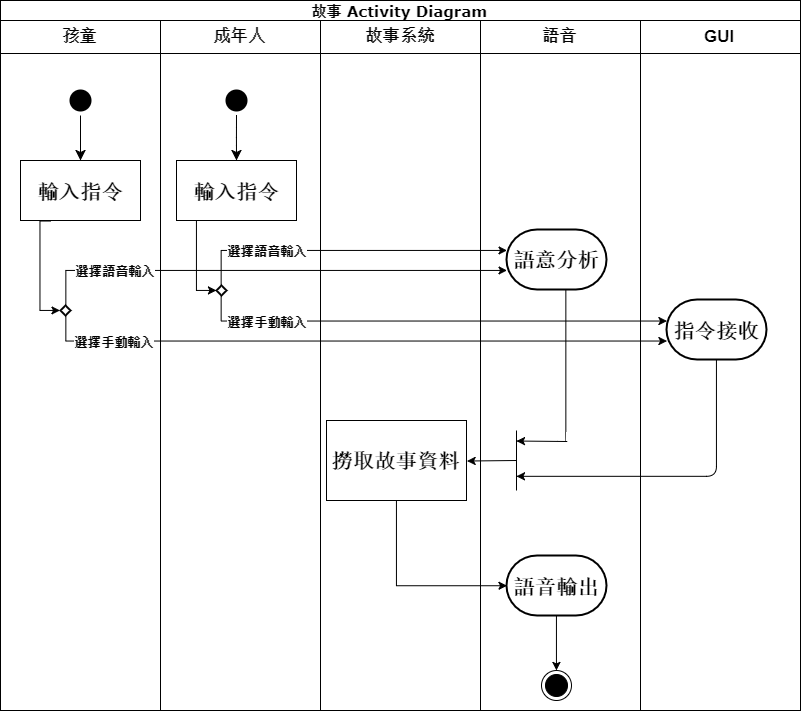 故事 Activity Diagram
孩童
成年人
故事系統
語音
GUI
輸入指令
輸入指令
選擇語音輸入
語意分析
選擇語音輸入
選擇手動輸入
指令接收
選擇手動輸入
撈取故事資料
語音輸出